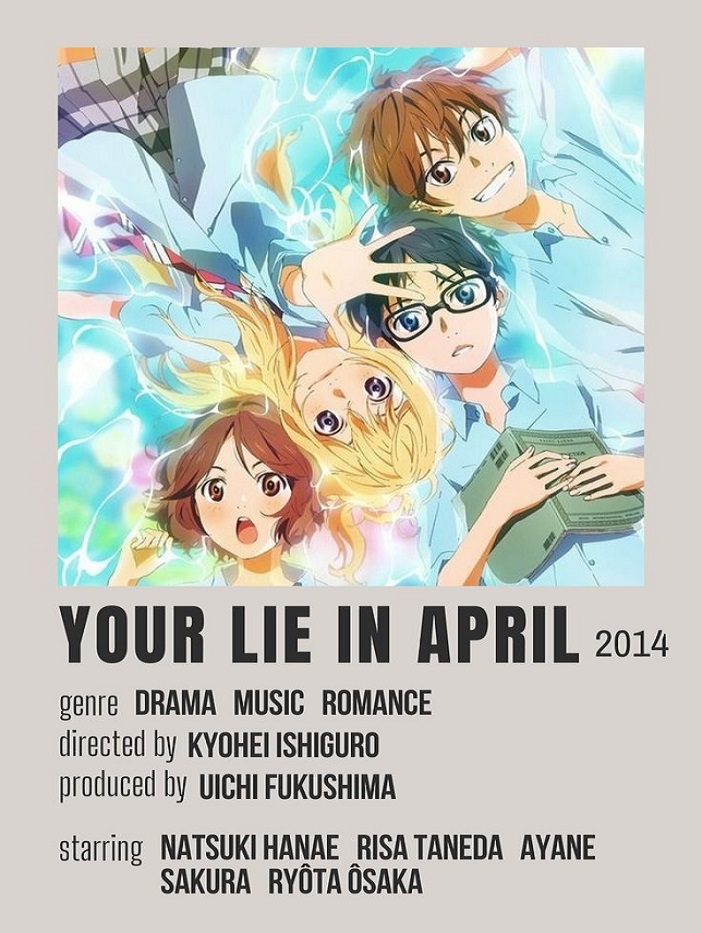 YOUR LIE IN APRIL 2014
genre DRAMA MUSIC ROMANCE
directed by KYOHEI ISHIGURO
produced by UICHI FUKUSHIMA
starring NATSUKI HANAE RISA TANEDA AYANE
SAKURA RYÔTA ÔSAKA